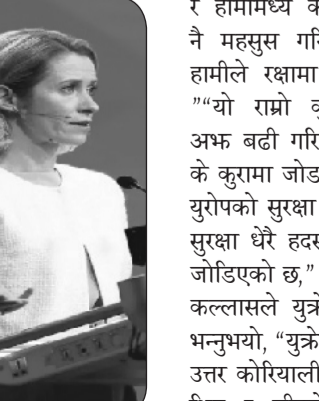 र हामीमध्ये क
नै महसुस गरि
हामीले रक्षामा
"“यो राम्रो कु
अझ बढी गरि
के कुरामा जोड
युरोपको सुरक्षा
सुरक्षा धेरै हदस
जोडिएको छ,”
कल्लासले युक्रे
भन्नुभयो, “युक्रे
उत्तर कोरियाली